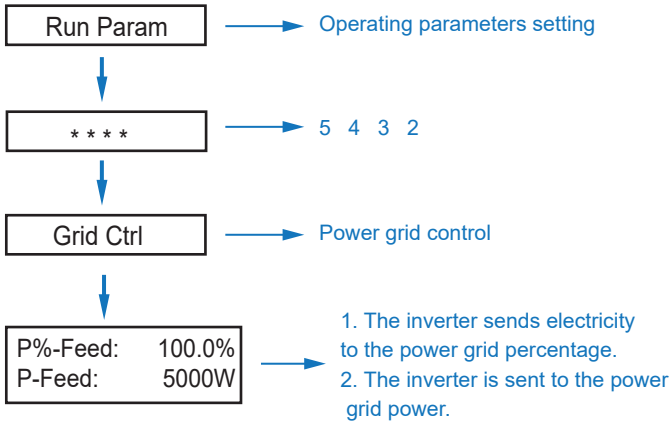 Run Param
Operating parameters setting
* * * *
5 4 3 2
Grid Ctrl
Power grid control
P%-Feed: 100.0%
P-Feed: 5000W
1. The inverter sends electricity
to the power grid percentage.
2. The inverter is sent to the power
grid power.